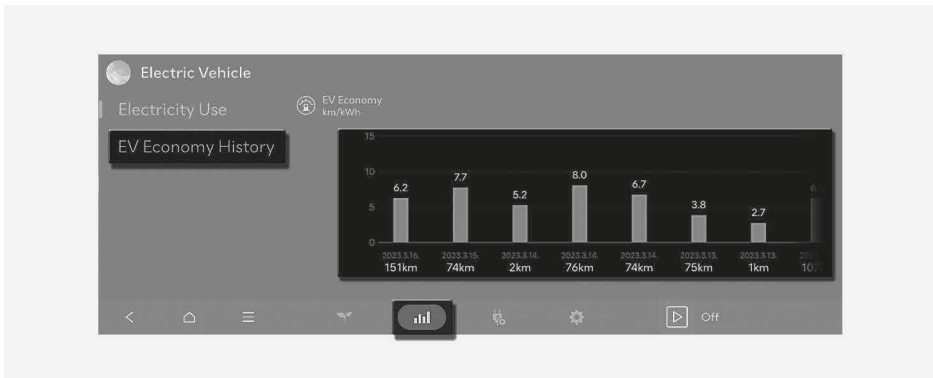 Electric Vehicle
Electricity Use
EV Economy History
EV Economy
km/kWh
15
10
5
0
6.2
7.7
5.2
8.0
6.7
3.8
2.7
2023.3.16.
151km
2023.3.15.
74km
2023.3.14.
2km
2023.3.14.
76km
2023.3.14.
74km
2023.3.13.
75km
2023.3.13.
1km
Off